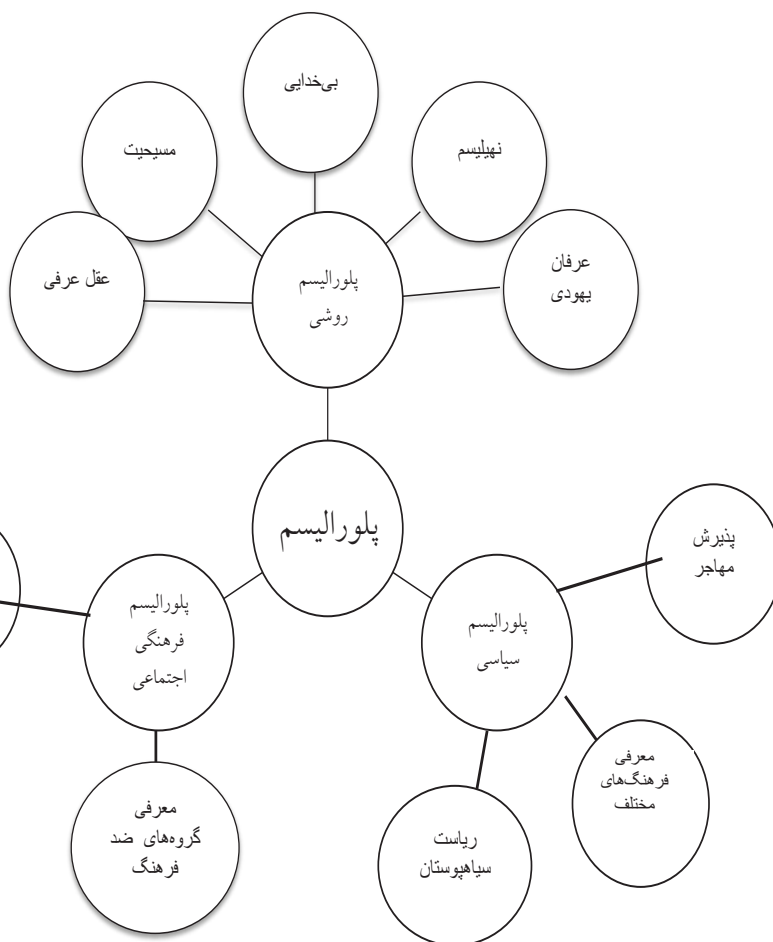 بی‌خدایی
مسیحیت
نهیلیسم
عقل عرفی
عرفان
یهودی
پلورالیسم
روشی
پلورالیسم
پلورالیسم
فرهنگی
اجتماعی
پلورالیسم
سیاسی
پذیرش
مهاجر
معرفی
فرهنگ‌های
مختلف
ریاست
سیاهپوستان
معرفی
گروه‌های ضد
فرهنگ